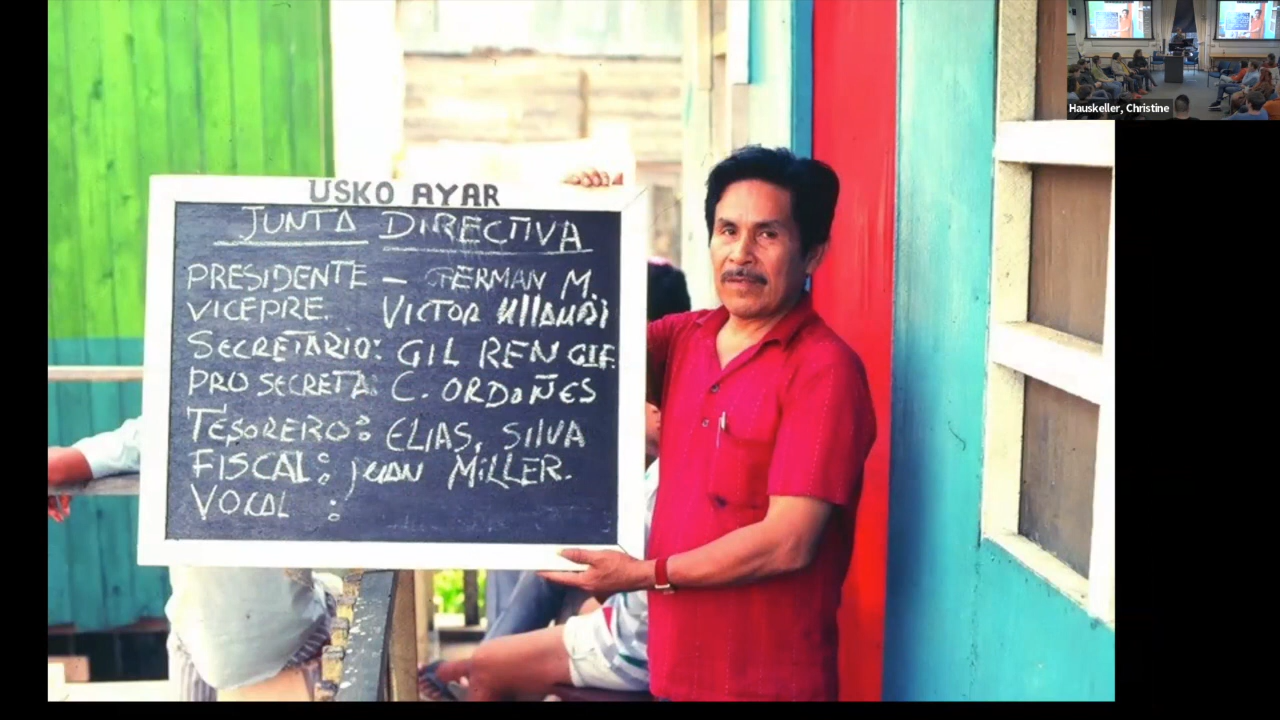 Hauskeller, Christine
USKO AYAR
JUNTA DIRECTIVA
PRESIDENTE – GERMAN M.
VICEPRE. VICTOR
SECRETARIO: GIL REN GIF.
PRO SECRETA: C. ORDOÑES
TESORERO: ELIAS, SILVA
FISCAL: JUAN MILLER.
VOCAL :